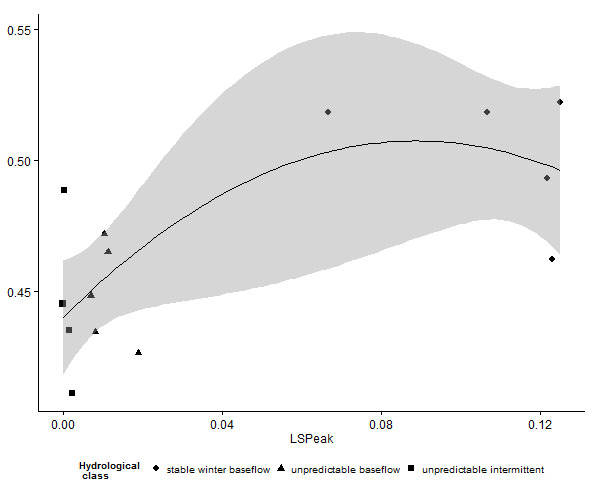 0.55
0.50
0.45
0.00 0.04 0.08 0.12
LSPeak
Hydrological
class
stable winter baseflow unpredictable baseflow unpredictable intermittent